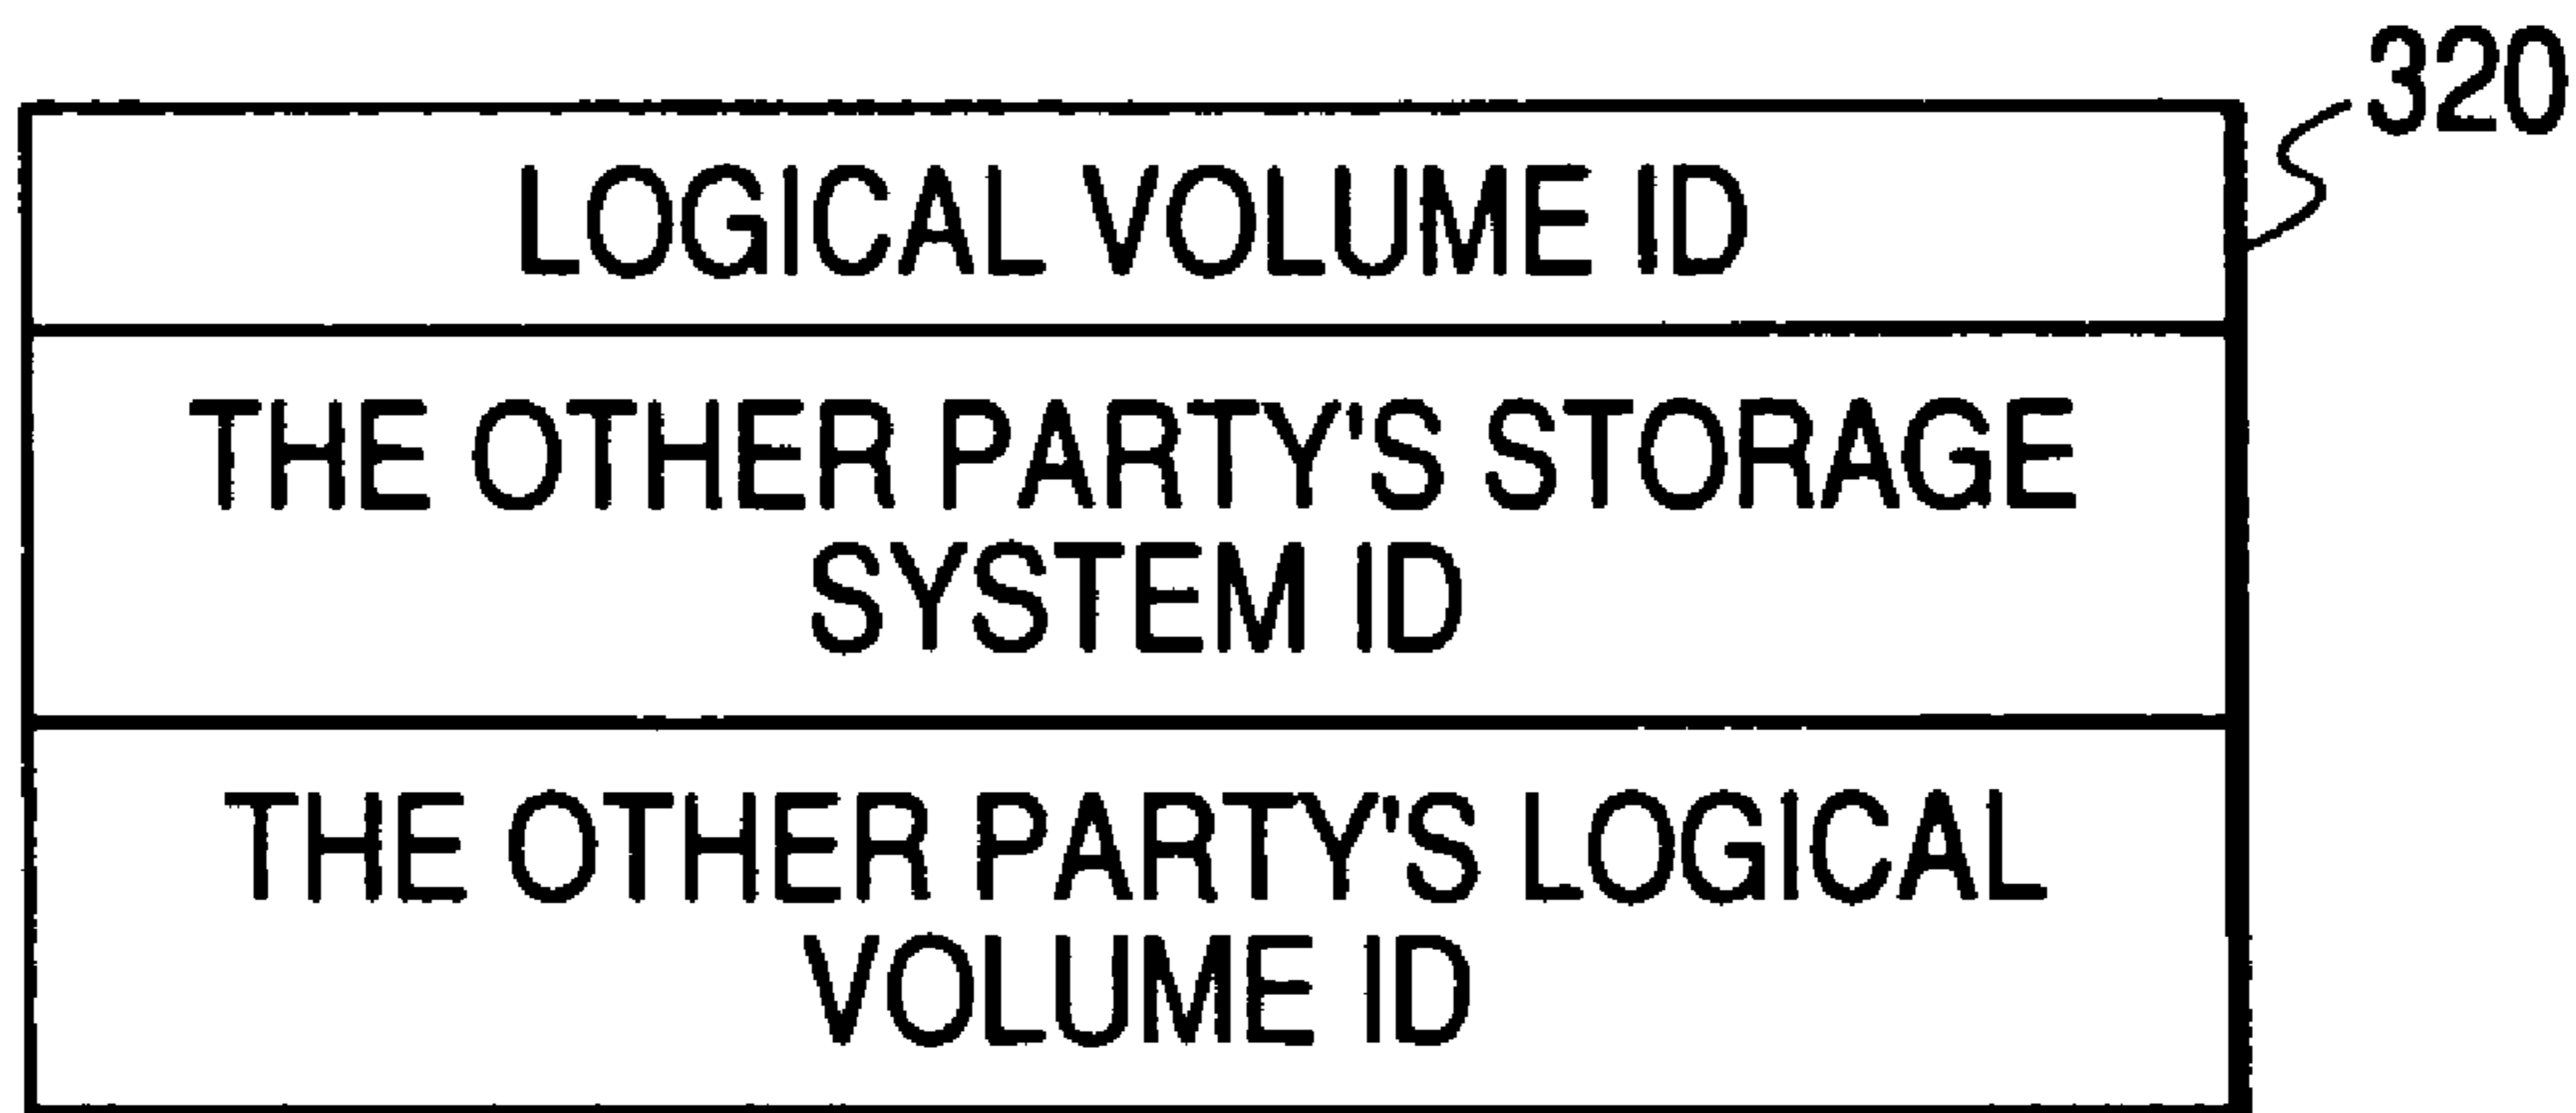 320
LOGICAL VOLUME ID
THE OTHER PARTY'S STORAGE
SYSTEM ID
THE OTHER PARTY'S LOGICAL
VOLUME ID